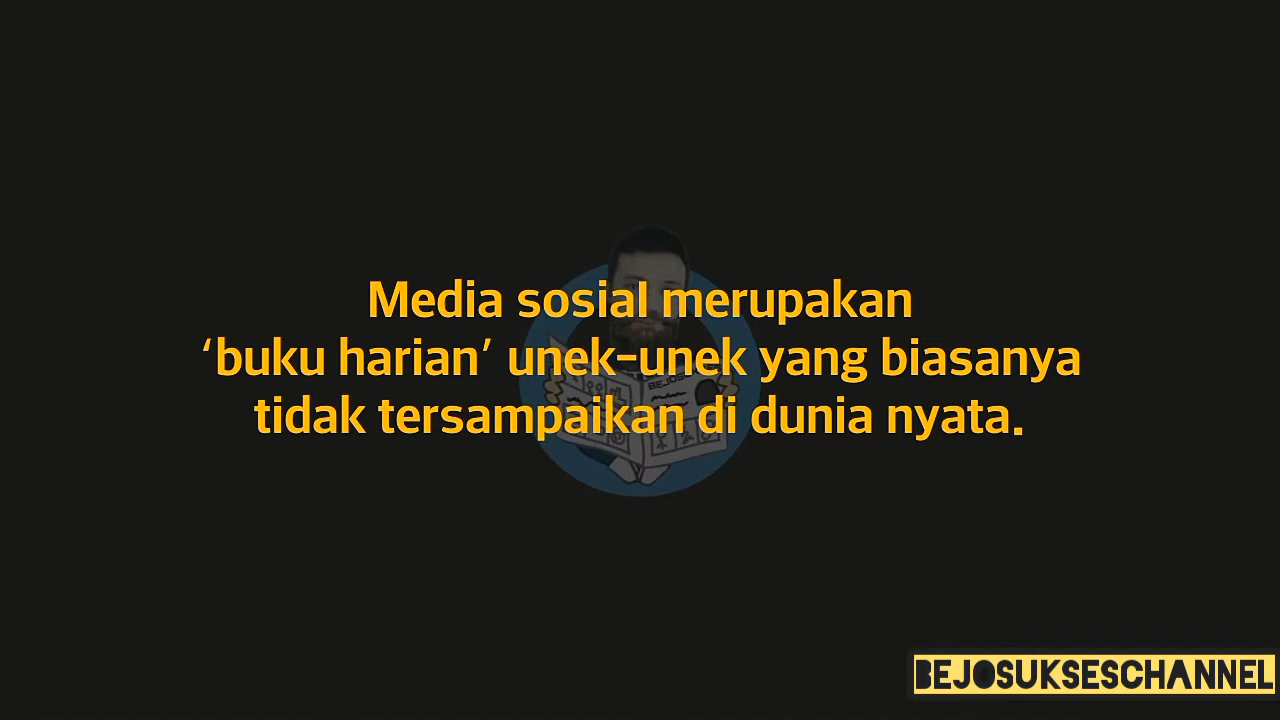 Media sosial merupakan
‘buku harian’ unek-unek yang biasanya
tidak tersampaikan di dunia nyata.
BEJOSUKSESCHANNEL